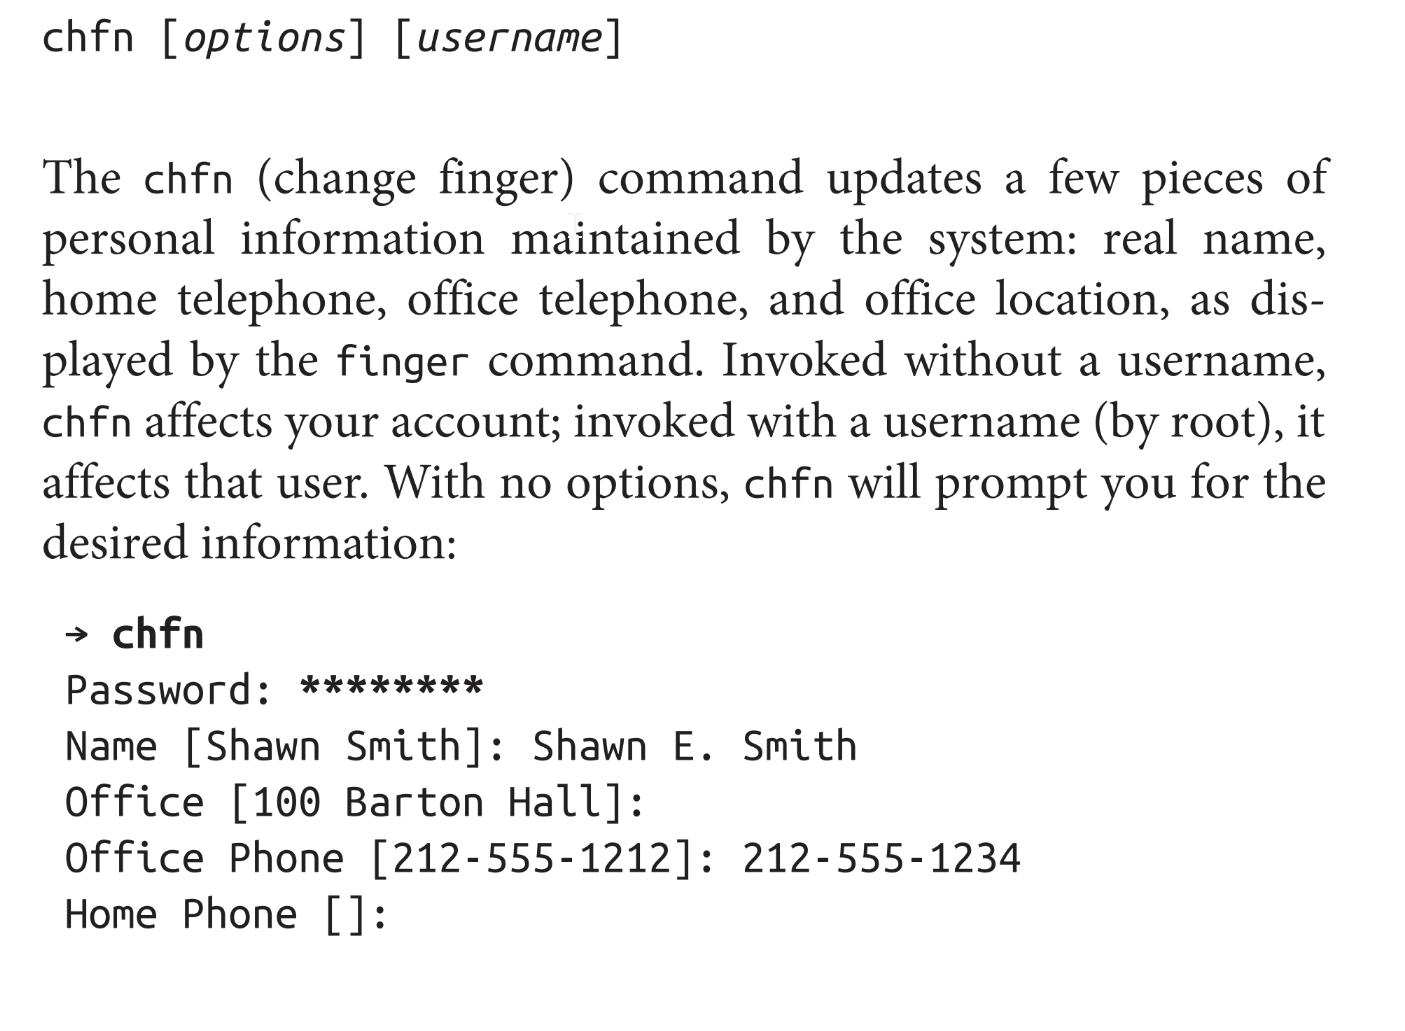 chfn [options] [username]
The chfn (change finger) command updates a few pieces of
personal information maintained by the system: real name,
home telephone, office telephone, and office location, as dis-
played by the finger command. Invoked without a username,
chfn affects your account; invoked with a username (by root), it
affects that user. With no options, chfn will prompt you for the
desired information:
→ chfn
Password: ********
Name [Shawn Smith]: Shawn E. Smith
Office [100 Barton Hall]:
Office Phone [212-555-1212]: 212-555-1234
Home Phone []: